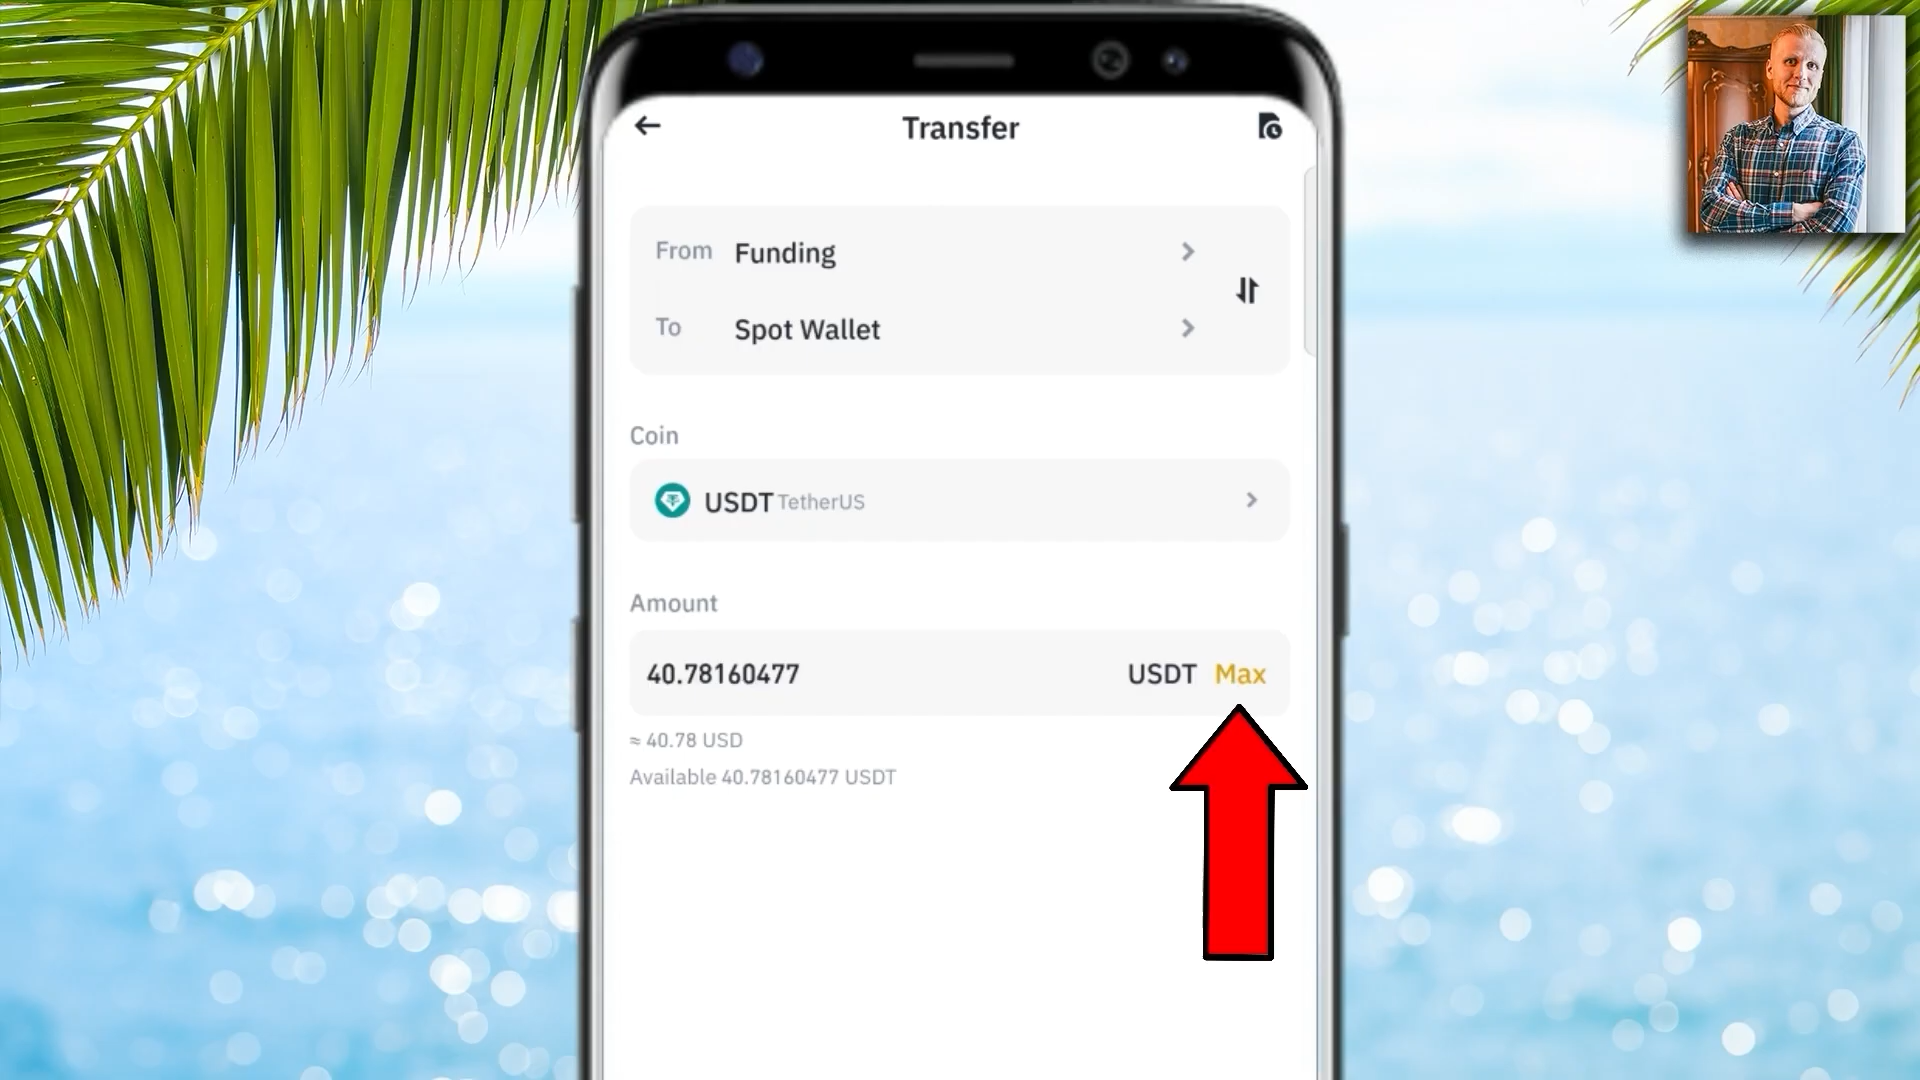 Transfer
From Funding
To Spot Wallet
Coin
USDT TetherUS
Amount
40.78160477 USDT Max
≈ 40.78 USD
Available 40.78160477 USDT